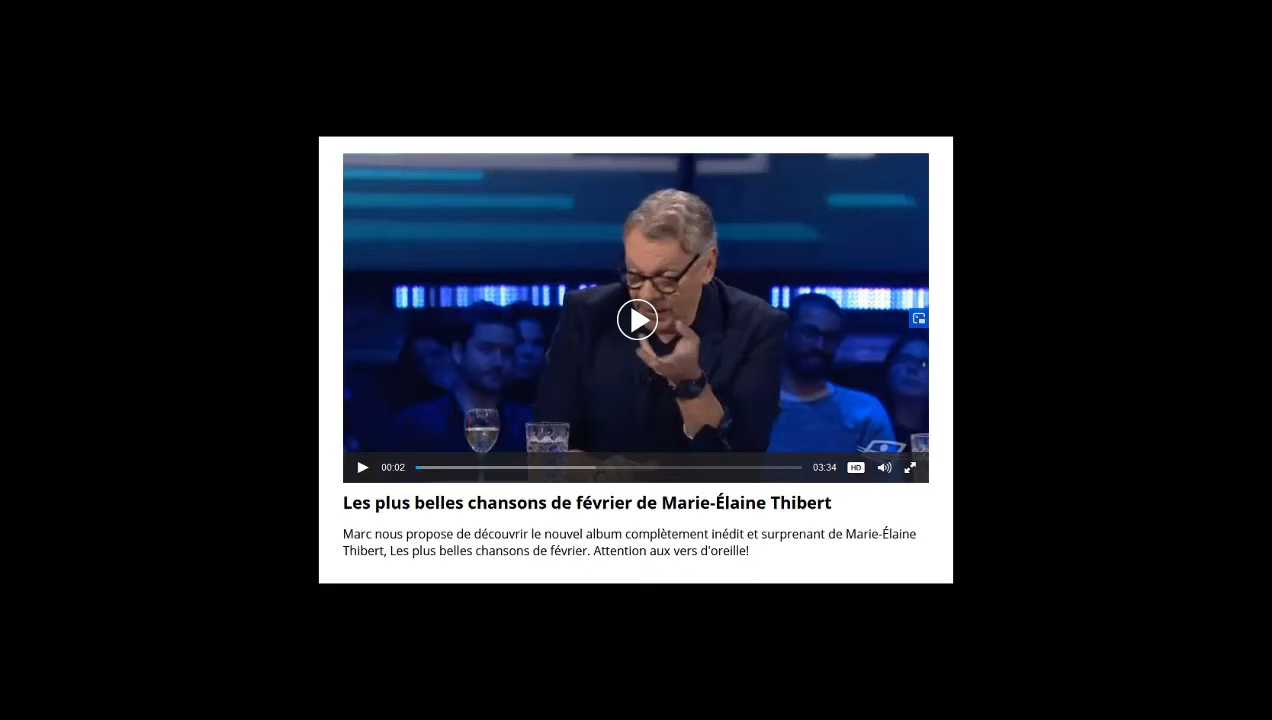 00:02
03:34
HD
Les plus belles chansons de février de Marie-Élaine Thibert
Marc nous propose de découvrir le nouvel album complètement inédit et surprenant de Marie-Élaine
Thibert, Les plus belles chansons de février. Attention aux vers d'oreille!